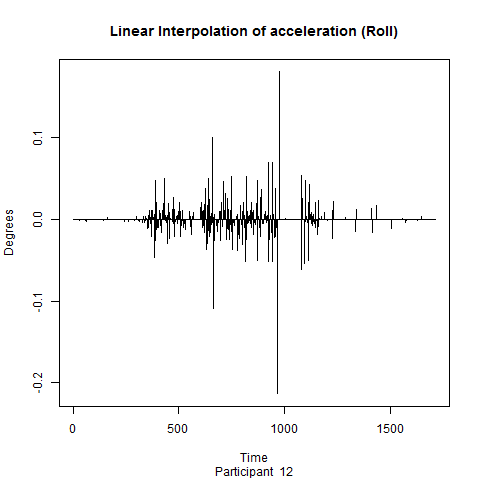 Linear Interpolation of acceleration (Roll)
Degrees
0.1
0.0
-0.1
-0.2
0
500
1000
1500
Time
Participant 12